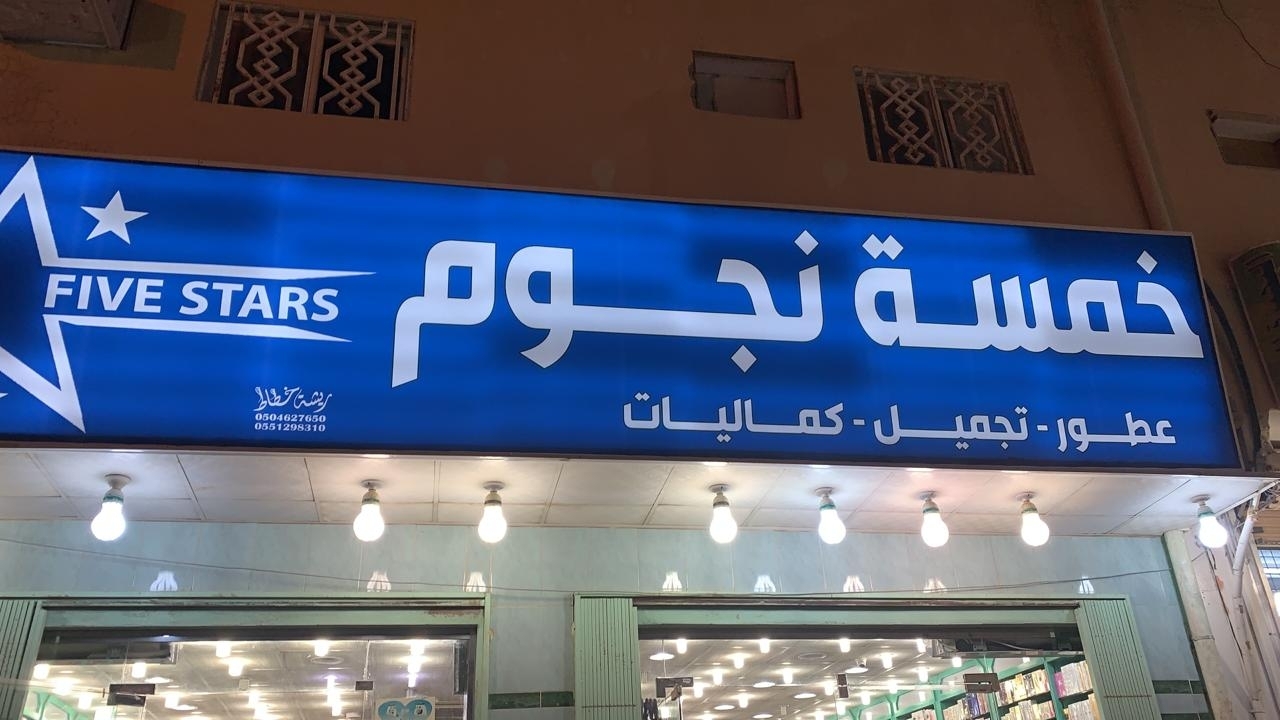 خمسة نجوم
FIVE STARS
عطور - تجميل - كماليات
ريشة خطاط
0504627650
0551298310